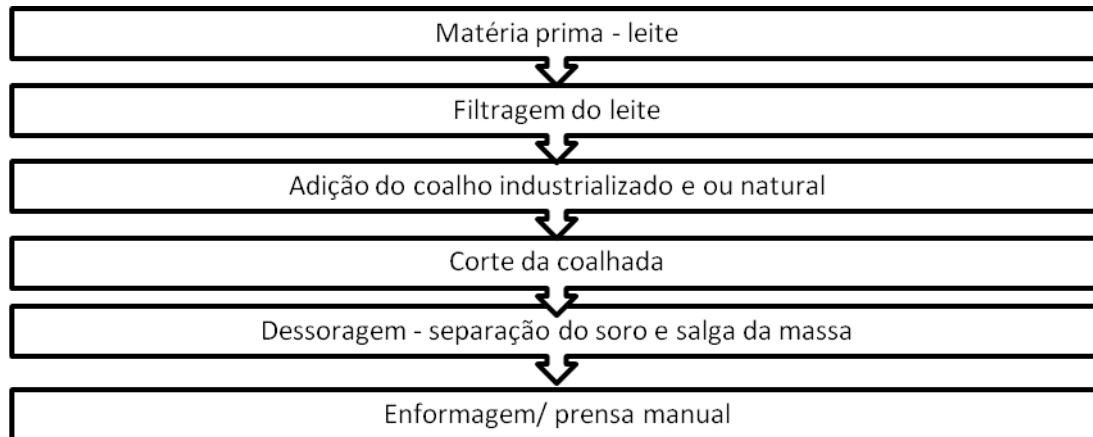 Matéria prima - leite
Filtragem do leite
Adição do coalho industrializado e ou natural
Corte da coalhada
Dessoragem - separação do soro e salga da massa
Enformagem/ prensa manual